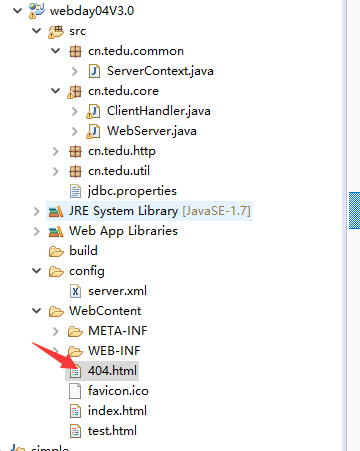 webday04V3.0
src
cn.tedu.common
ServerContext.java
cn.tedu.core
ClientHandler.java
WebServer.java
cn.tedu.http
cn.tedu.util
jdbc.properties
JRE System Library [JavaSE-1.7]
Web App Libraries
build
config
server.xml
WebContent
META-INF
WEB-INF
404.html
favicon.ico
index.html
test.html
simple